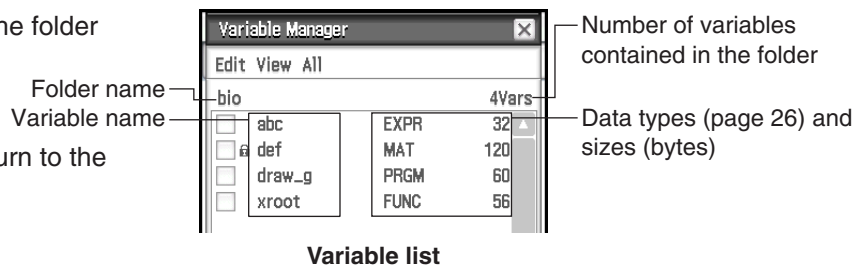 ne folder
Variable Manager
Number of variables
contained in the folder
Edit View All
Folder name
bio 4Vars
Variable name
abc EXPR 32
Data types (page 26) and
sizes (bytes)
def MAT 120
urn to the
draw_g PRGM 60
xroot FUNC 56
Variable list